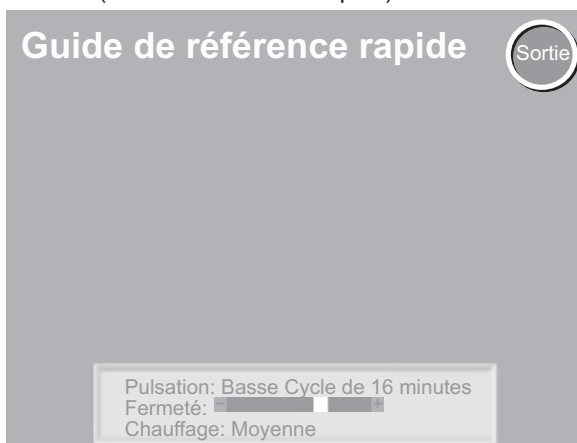 Guide de référence rapide
Sortie
Pulsation: Basse Cycle de 16 minutes
Fermeté: - +
Chauffage: Moyenne